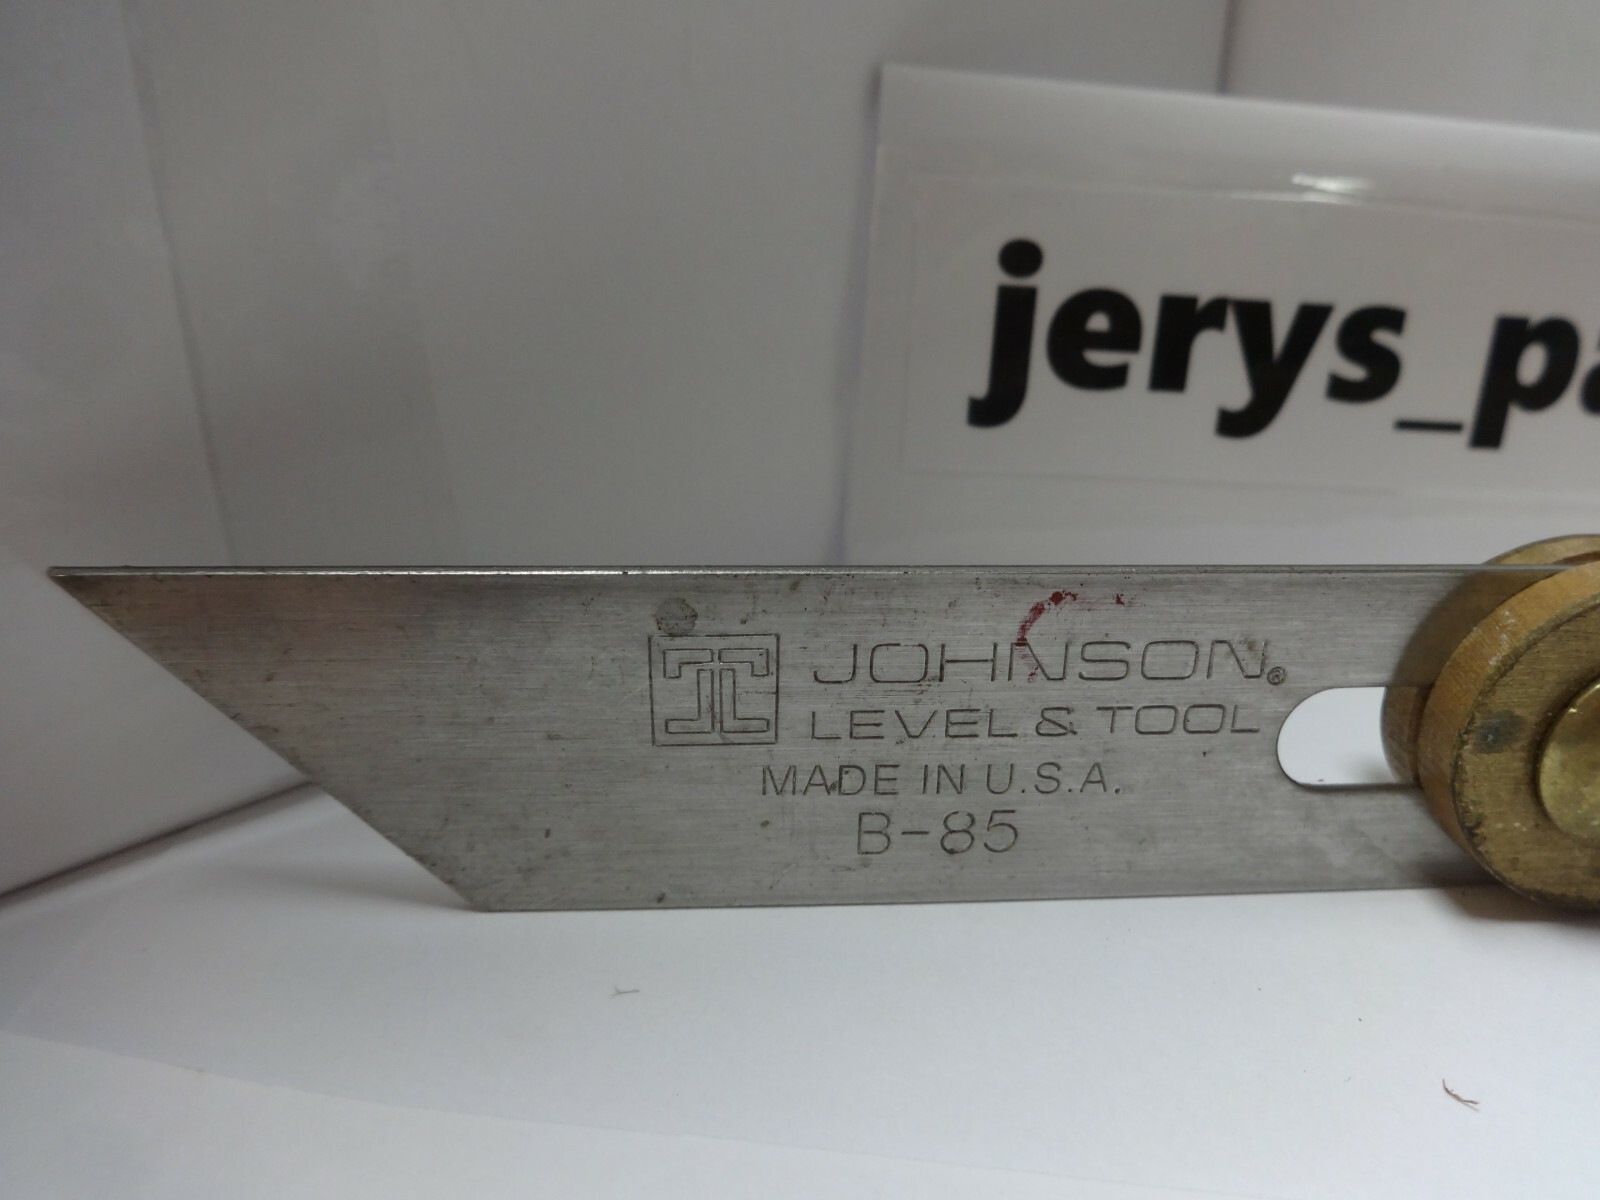 jerys_pa
JOHNSON®
LEVEL & TOOL
MADE IN U.S.A.
B-85